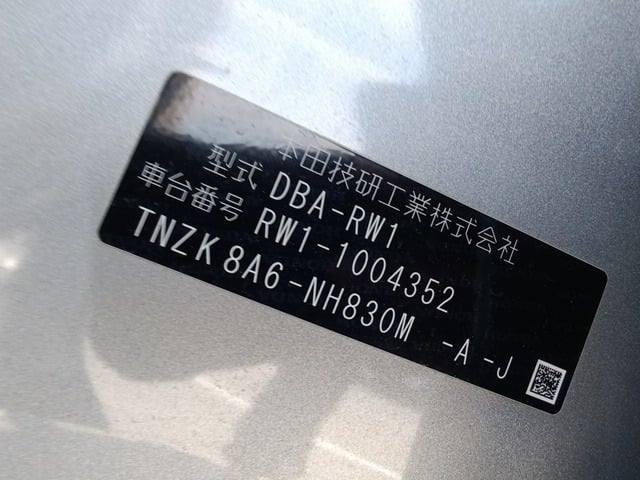 本田技研工業株式会社
型式 DBA-RW1
車台番号 RW1-1004352
TNZK 8A6-NH830M -A-J